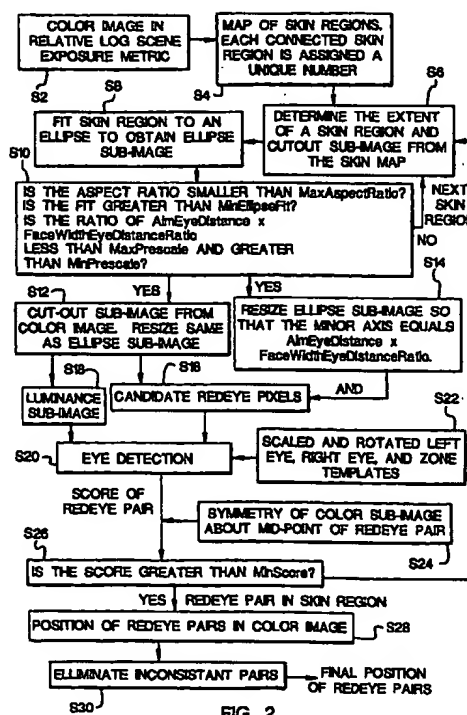 COLOR IMAGE IN
RELATIVE LOG SCENE
EXPOSURE METRIC
S2
MAP OF SKIN REGIONS.
EACH CONNECTED SKIN
REGION IS ASSIGNED A
UNIQUE NUMBER
S4
S8
FIT SKIN REGION TO AN
ELLIPSE TO OBTAIN ELLIPSE
SUB-IMAGE
S6
DETERMINE THE EXTENT
OF A SKIN REGION AND
CUTOUT SUB-IMAGE FROM
THE SKIN MAP
S10
IS THE ASPECT RATIO SMALLER THAN MaxAspectRatio?
IS THE FIT GREATER THAN MinEllipseFit?
IS THE RATIO OF AimEyeDistance x
FaceWidthEyeDistanceRatio
LESS THAN MaxPrescale AND GREATER
THAN MinPrescale?
NEXT
SKIN
REGION
NO
YES
YES
S12
CUT-OUT SUB-IMAGE FROM
COLOR IMAGE. RESIZE SAME
AS ELLIPSE SUB-IMAGE
S14
RESIZE ELLIPSE SUB-IMAGE SO
THAT THE MINOR AXIS EQUALS
AimEyeDistance x
FaceWidthEyeDistanceRatio.
S18
LUMINANCE
SUB-IMAGE
S16
CANDIDATE REDEYE PIXELS
AND
S20
EYE DETECTION
S22
SCALED AND ROTATED LEFT
EYE, RIGHT EYE, AND ZONE
TEMPLATES
SCORE OF
REDEYE PAIR
SYMMETRY OF COLOR SUB-IMAGE
ABOUT MID-POINT OF REDEYE PAIR
S24
S26
IS THE SCORE GREATER THAN MinScore?
YES
REDEYE PAIR IN SKIN REGION
POSITION OF REDEYE PAIRS IN COLOR IMAGE
S28
ELLIMINATE INCONSISTANT PAIRS
S30
FINAL POSITION
OF REDEYE PAIRS
FIG. 2